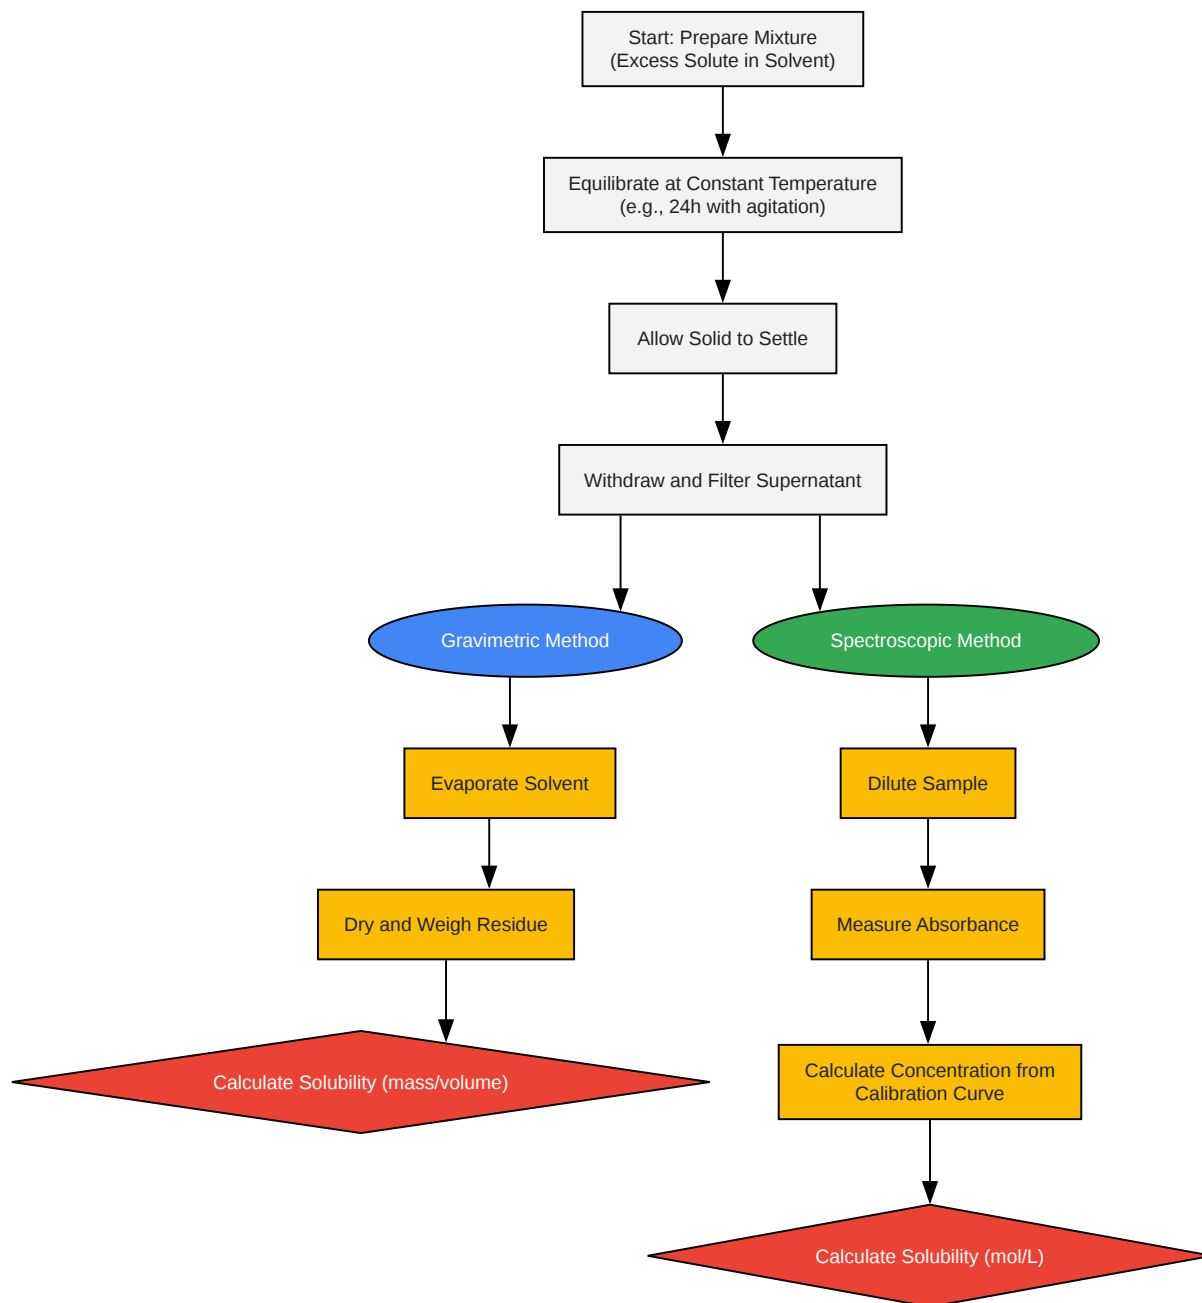 Start: Prepare Mixture
(Excess Solute in Solvent)
Equilibrate at Constant Temperature
(e.g., 24h with agitation)
Allow Solid to Settle
Withdraw and Filter Supernatant
Gravimetric Method
Spectroscopic Method
Evaporate Solvent
Dilute Sample
Dry and Weigh Residue
Measure Absorbance
Calculate Solubility (mass/volume)
Calculate Concentration from
Calibration Curve
Calculate Solubility (mol/L)